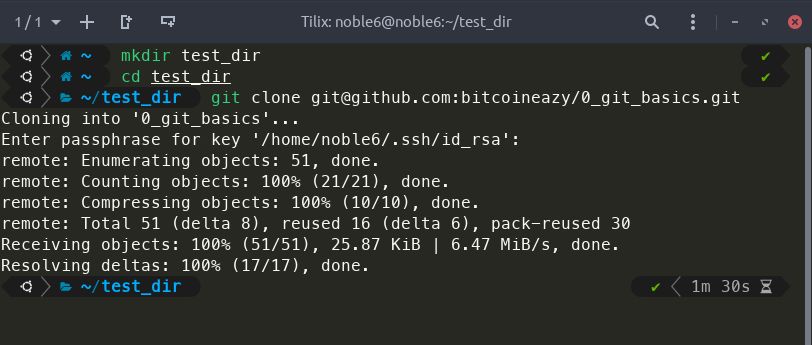 1 / 1 Tilix: noble6@noble6:~/test_dir
~ mkdir test_dir ✔
~ cd test_dir ✔
~/test_dir git clone git@github.com:bitcoineazy/0_git_basics.git
Cloning into '0_git_basics'...
Enter passphrase for key '/home/noble6/.ssh/id_rsa':
remote: Enumerating objects: 51, done.
remote: Counting objects: 100% (21/21), done.
remote: Compressing objects: 100% (10/10), done.
remote: Total 51 (delta 8), reused 16 (delta 6), pack-reused 30
Receiving objects: 100% (51/51), 25.87 KiB | 6.47 MiB/s, done.
Resolving deltas: 100% (17/17), done.
~/test_dir ✔ 1m 30s